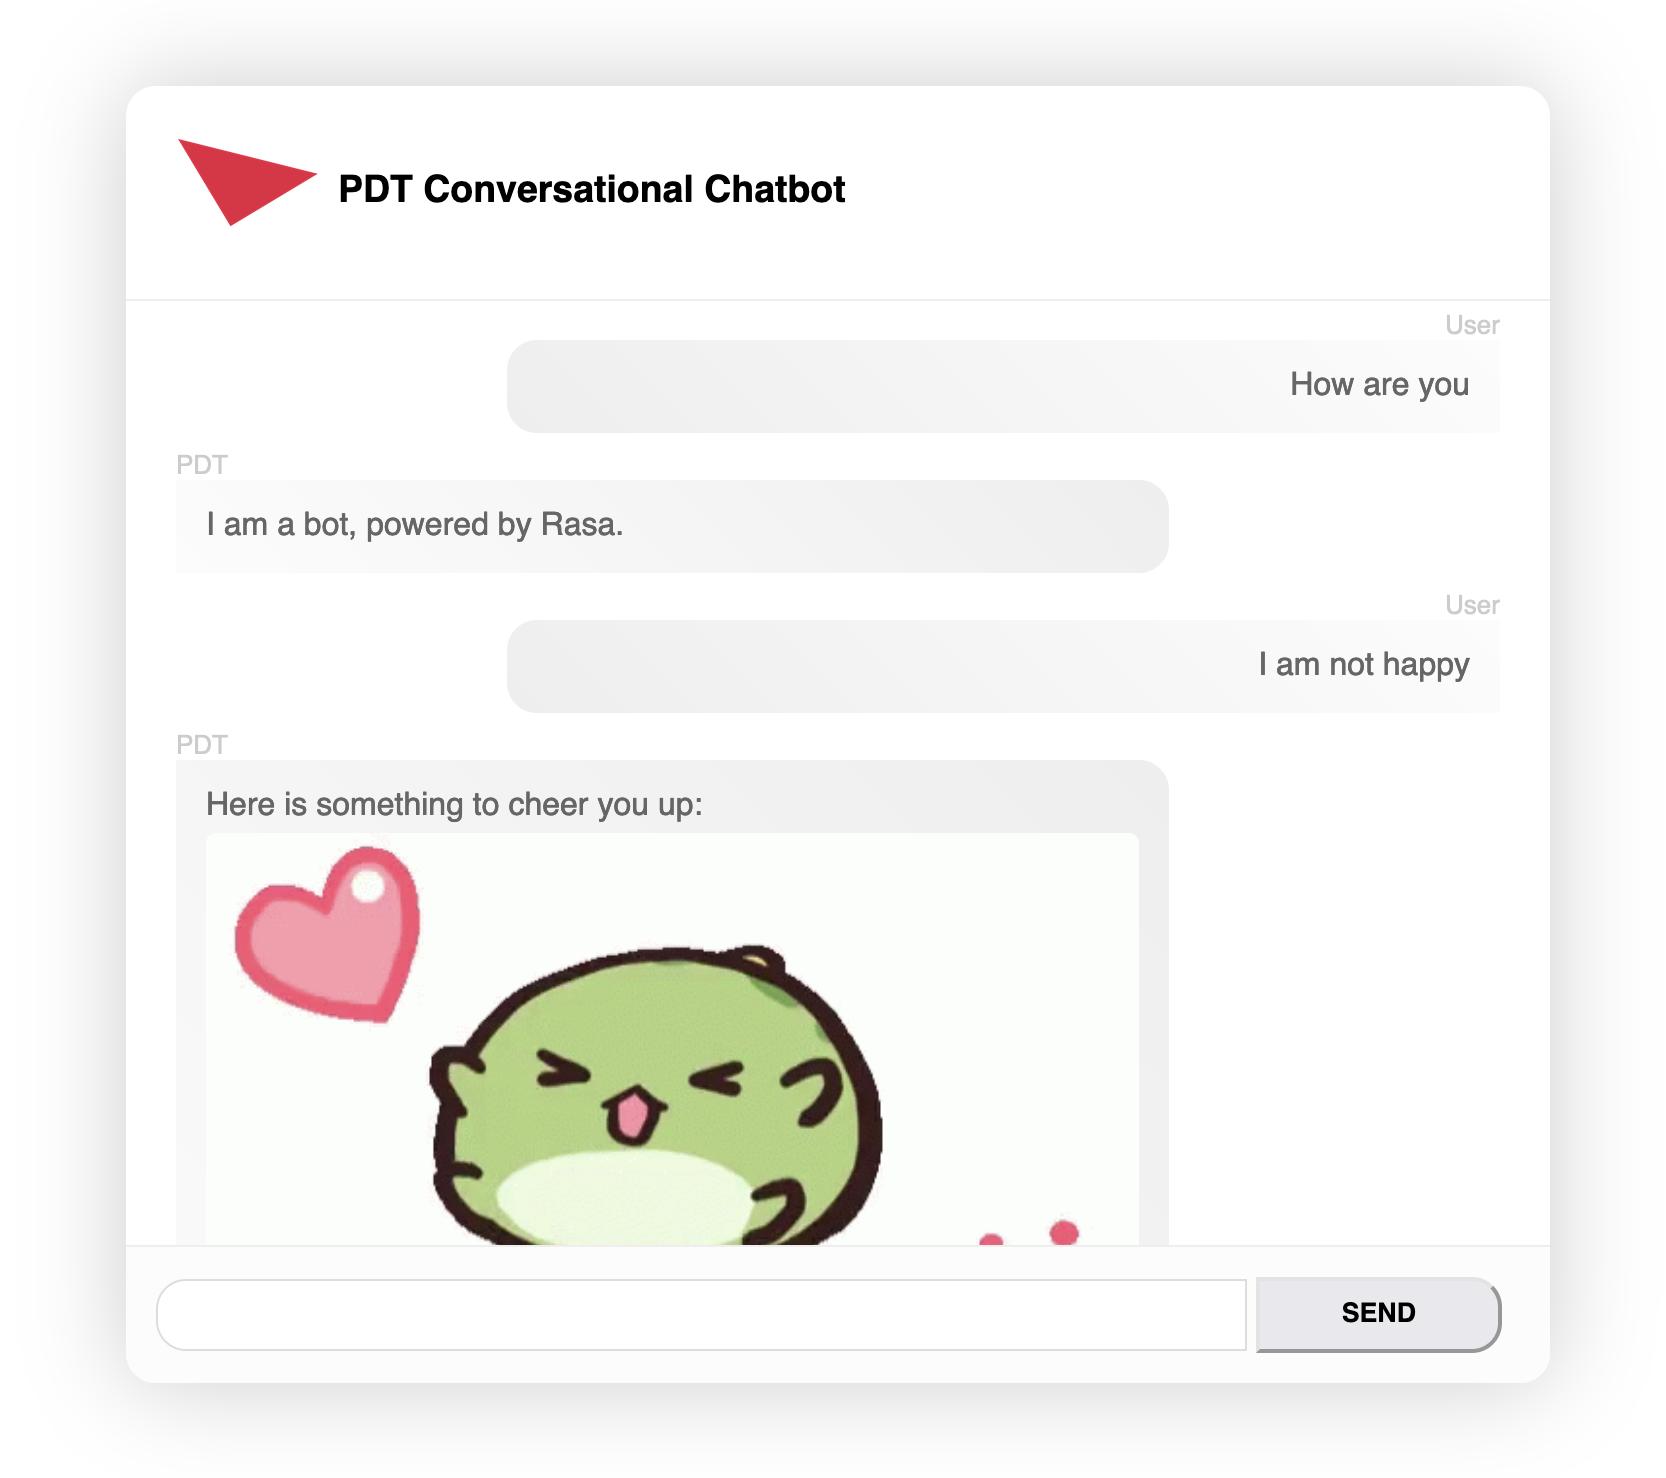 PDT Conversational Chatbot
User
How are you
PDT
I am a bot, powered by Rasa.
User
I am not happy
PDT
Here is something to cheer you up:
SEND